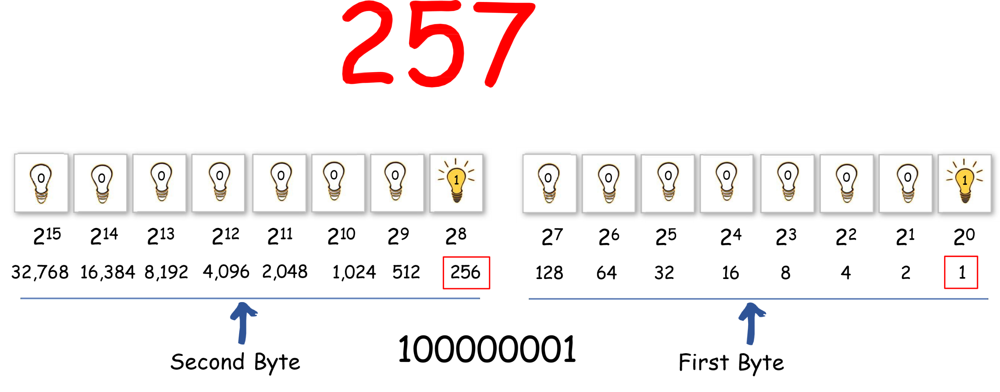 257
0 0 0 0 0 0 0 1 0 0 0 0 0 0 0 1
2¹⁵ 2¹⁴ 2¹³ 2¹² 2¹¹ 2¹⁰ 2⁹ 2⁸ 2⁷ 2⁶ 2⁵ 2⁴ 2³ 2² 2¹ 2⁰
32,768 16,384 8,192 4,096 2,048 1,024 512 256 128 64 32 16 8 4 2 1
100000001
Second Byte First Byte